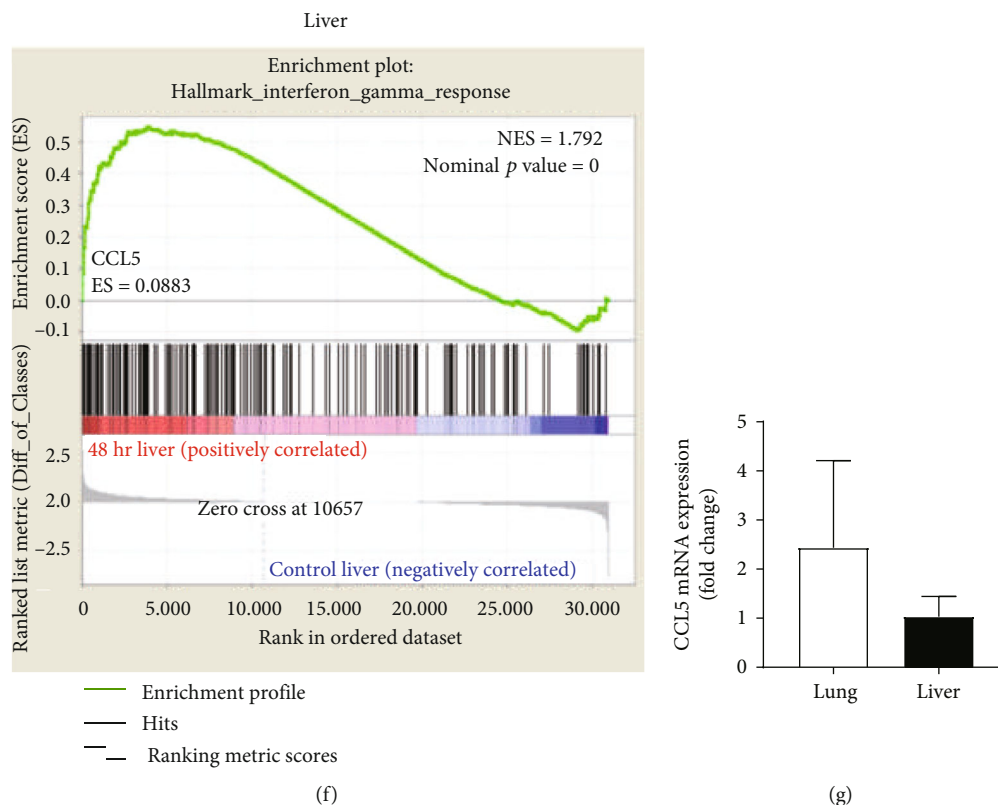 Liver
Enrichment plot:
Hallmark_interferon_gamma_response
Enrichment score (ES)
0.5
0.4
0.3
0.2
0.1
0.0
−0.1
NES = 1.792
Nominal p value = 0
CCL5
ES = 0.0883
Ranked list metric (Diff_of_Classes)
48 hr liver (positively correlated)
2.5
2.0
−2.5
Zero cross at 10657
Control liver (negatively correlated)
0 5.000 10.000 15.000 20.000 25.000 30.000
Rank in ordered dataset
Enrichment profile
Hits
Ranking metric scores
(f)
CCL5 mRNA expression
(fold change)
5
4
3
2
1
0
Lung Liver
(g)